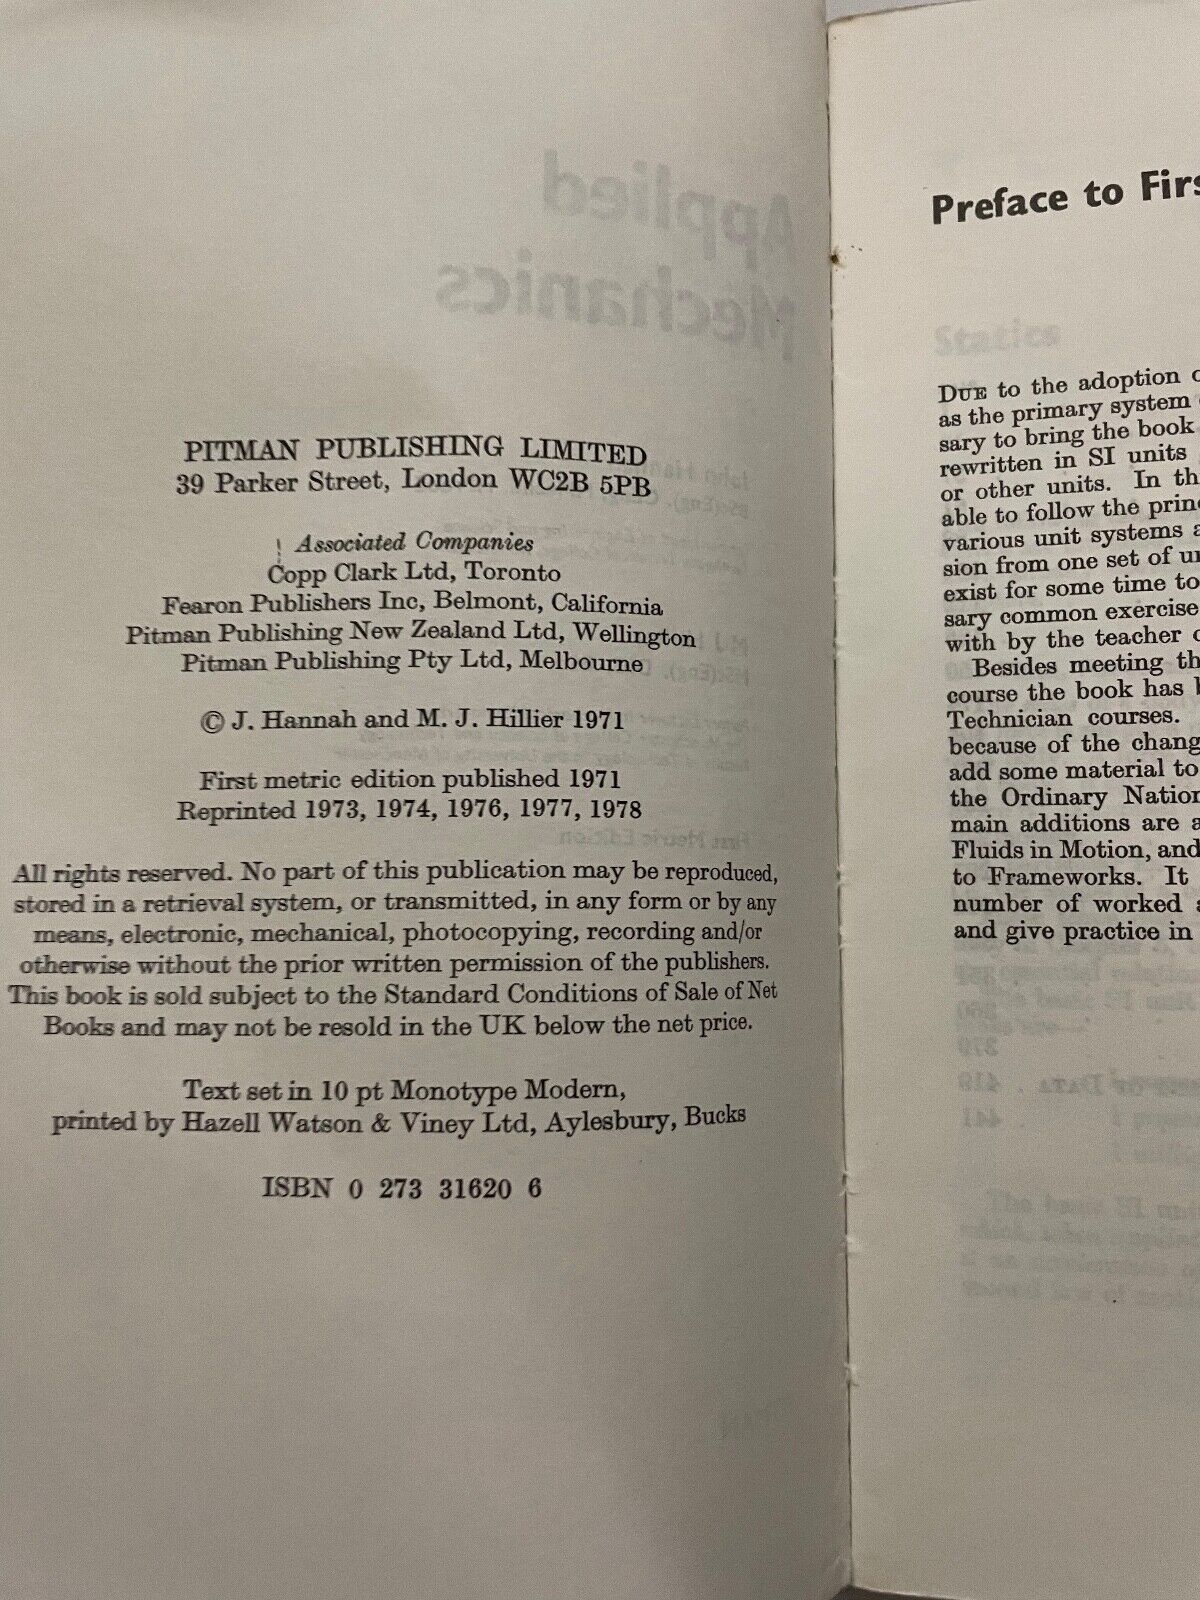 PITMAN PUBLISHING LIMITED
39 Parker Street, London WC2B 5PB
Associated Companies
Copp Clark Ltd, Toronto
Fearon Publishers Inc, Belmont, California
Pitman Publishing New Zealand Ltd, Wellington
Pitman Publishing Pty Ltd, Melbourne
© J. Hannah and M. J. Hillier 1971
First metric edition published 1971
Reprinted 1973, 1974, 1976, 1977, 1978
All rights reserved. No part of this publication may be reproduced,
stored in a retrieval system, or transmitted, in any form or by any
means, electronic, mechanical, photocopying, recording and/or
otherwise without the prior written permission of the publishers.
This book is sold subject to the Standard Conditions of Sale of Net
Books and may not be resold in the UK below the net price.
Text set in 10 pt Monotype Modern,
printed by Hazell Watson & Viney Ltd, Aylesbury, Bucks
ISBN 0 273 31620 6
Preface to Firs
Statics
DUE to the adoption
as the primary system
sary to bring the book
rewritten in SI units
or other units. In th
able to follow the princ
various unit systems a
sion from one set of un
exist for some time to
sary common exercise
with by the teacher
Besides meeting th
course the book has
Technician courses.
because of the chang
add some material to
the Ordinary Nation
main additions are a
Fluids in Motion, and
to Frameworks. It
number of worked
and give practice in